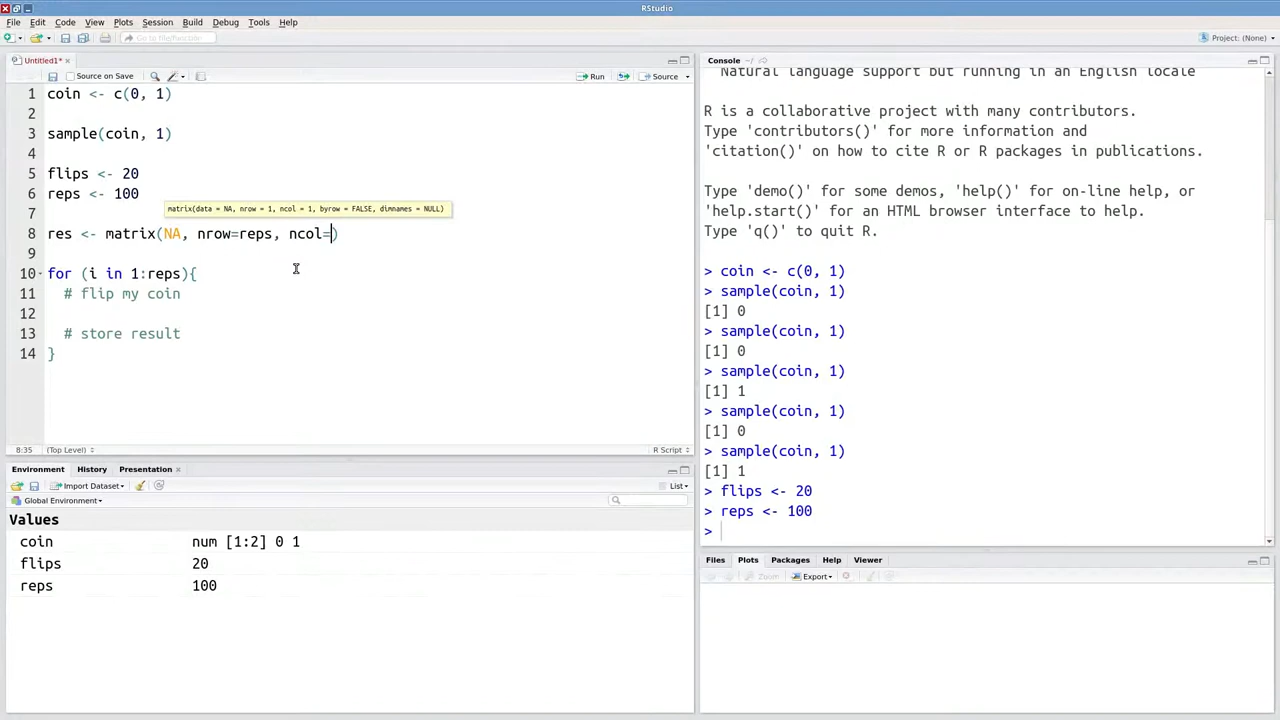 RStudio
File Edit Code View Plots Session Build Debug Tools Help
Go to file/function
Project: (None)
Untitled1*
Source on Save
Run
Source
1 coin <- c(0, 1)
2
3 sample(coin, 1)
4
5 flips <- 20
6 reps <- 100
matrix(data = NA, nrow = 1, ncol = 1, byrow = FALSE, dimnames = NULL)
7
8 res <- matrix(NA, nrow=reps, ncol=)
9
10 for (i in 1:reps){
11 # flip my coin
12
13 # store result
14 }
8:35 (Top Level) R Script
Environment History Presentation
Import Dataset
List
Global Environment
Values
coin num [1:2] 0 1
flips 20
reps 100
Console ~/
Natural language support but running in an English locale
R is a collaborative project with many contributors.
Type 'contributors()' for more information and
'citation()' on how to cite R or R packages in publications.
Type 'demo()' for some demos, 'help()' for on-line help, or
'help.start()' for an HTML browser interface to help.
Type 'q()' to quit R.
> coin <- c(0, 1)
> sample(coin, 1)
[1] 0
> sample(coin, 1)
[1] 0
> sample(coin, 1)
[1] 1
> sample(coin, 1)
[1] 0
> sample(coin, 1)
[1] 1
> flips <- 20
> reps <- 100
>
Files Plots Packages Help Viewer
Zoom Export